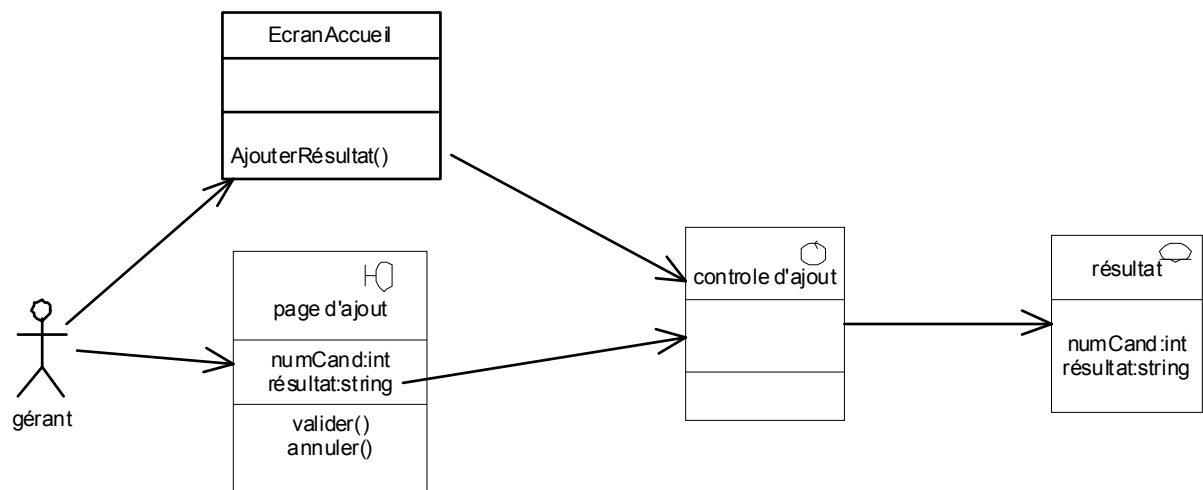 EcranAccueil
AjouterRésultat()
gérant
page d'ajout
numCand:int
résultat:string
valider()
annuler()
controle d'ajout
résultat
numCand:int
résultat:string